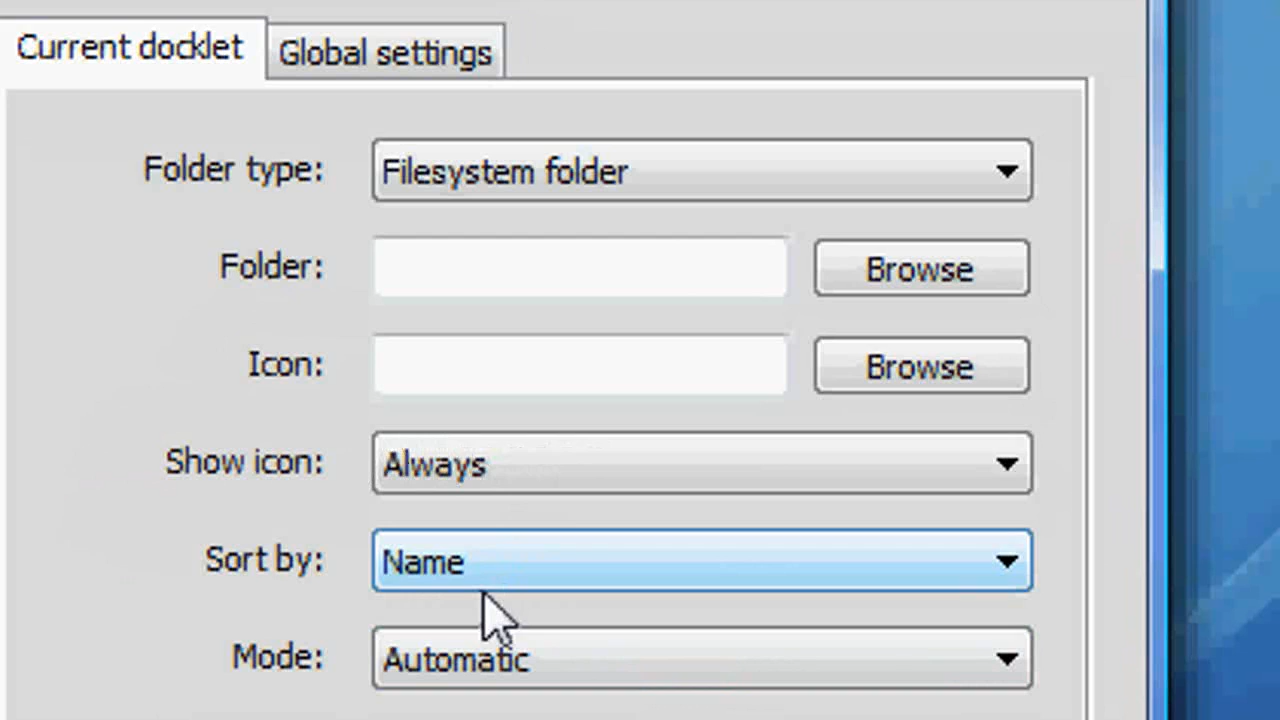 Current docklet Global settings
Folder type: Filesystem folder
Folder: Browse
Icon: Browse
Show icon: Always
Sort by: Name
Mode: Automatic